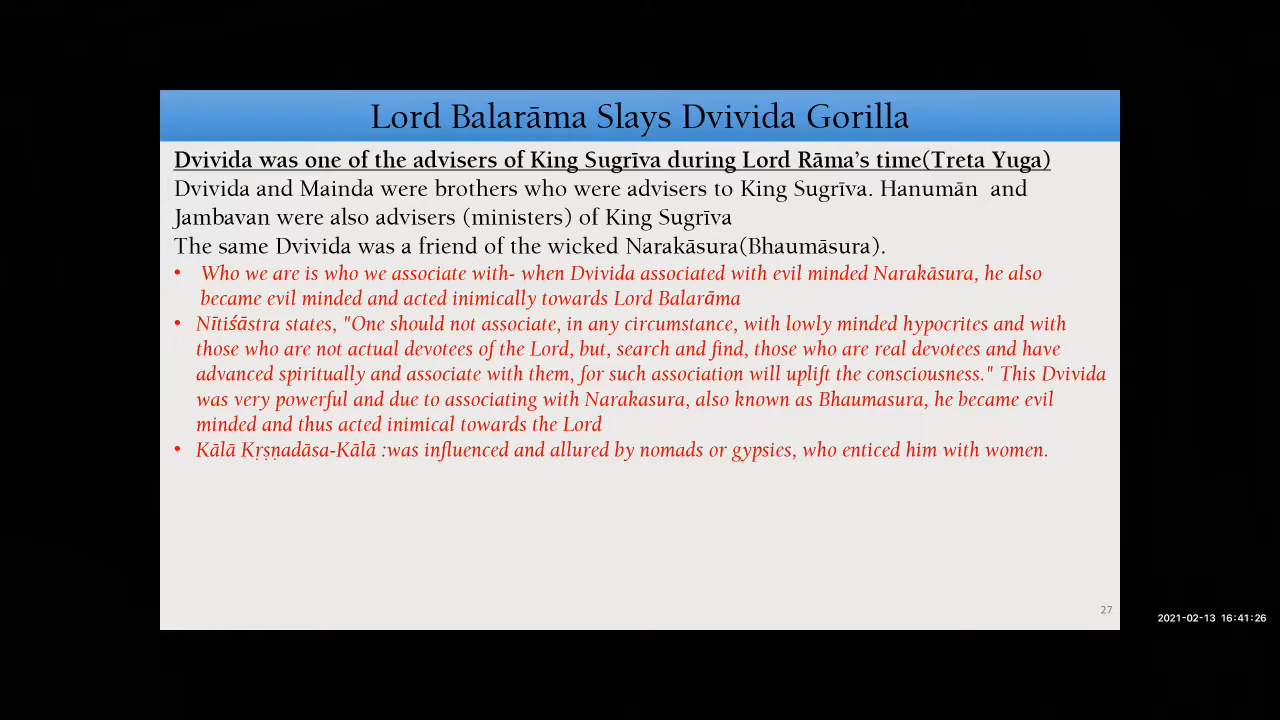 Lord Balarāma Slays Dvivida Gorilla
Dvivida was one of the advisers of King Sugrīva during Lord Rāma's time(Treta Yuga)
Dvivida and Mainda were brothers who were advisers to King Sugrīva. Hanumān  and
Jambavan were also advisers (ministers) of King Sugrīva
The same Dvivida was a friend of the wicked Narakāsura(Bhaumāsura).
• Who we are is who we associate with- when Dvivida associated with evil minded Narakāsura, he also
became evil minded and acted inimically towards Lord Balarāma
• Nītiśāstra states, "One should not associate, in any circumstance, with lowly minded hypocrites and with
those who are not actual devotees of the Lord, but, search and find, those who are real devotees and have
advanced spiritually and associate with them, for such association will uplift the consciousness." This Dvivida
was very powerful and due to associating with Narakasura, also known as Bhaumasura, he became evil
minded and thus acted inimical towards the Lord
• Kālā Kṛṣṇadāsa-Kālā :was influenced and allured by nomads or gypsies, who enticed him with women.
27
2021-02-13 16:41:26